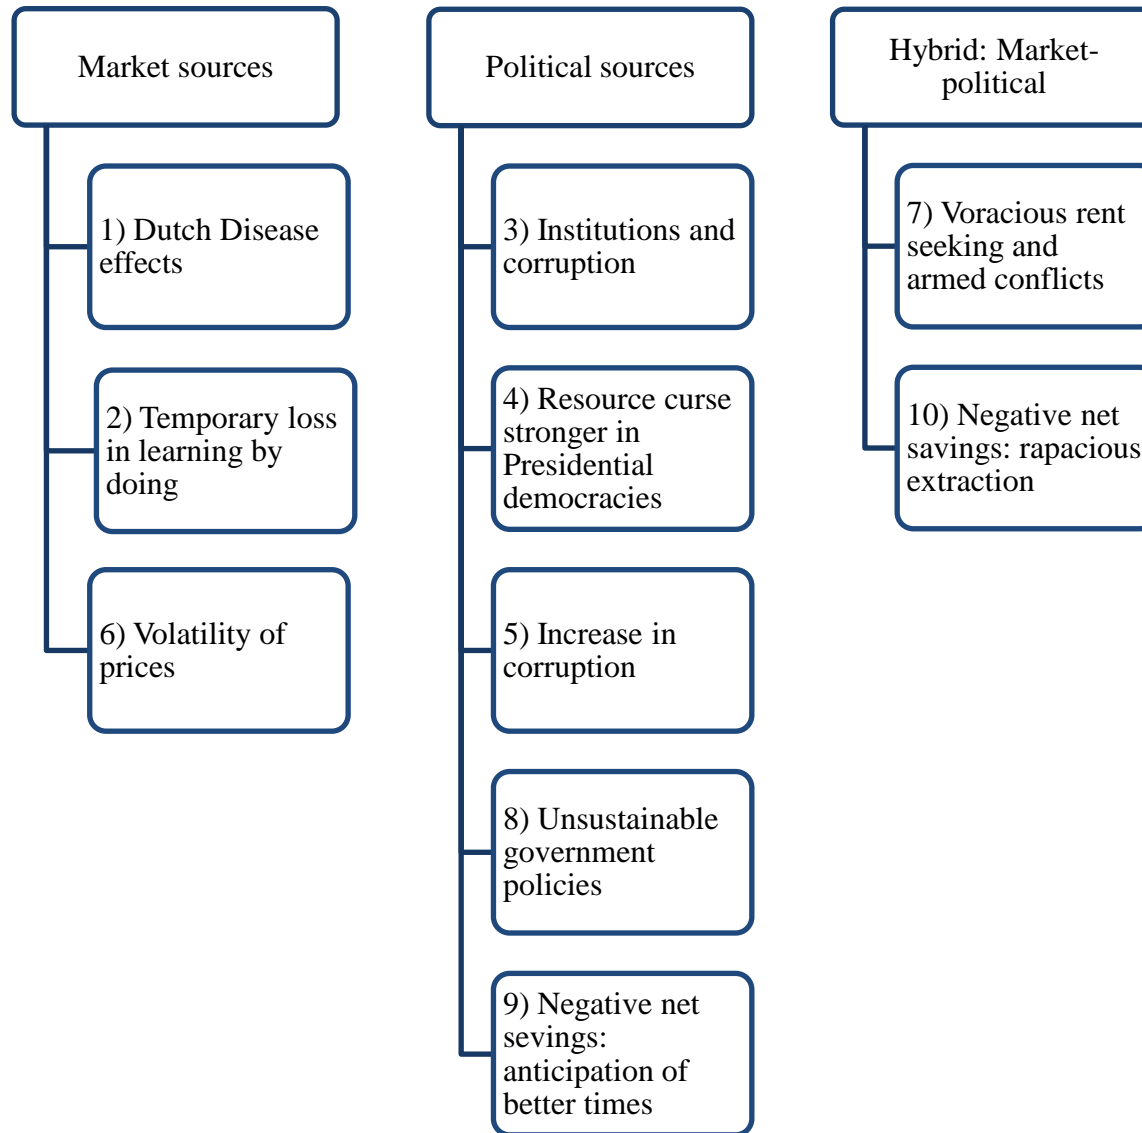 Market sources
1) Dutch Disease
effects
2) Temporary loss
in learning by
doing
6) Volatility of
prices
Political sources
3) Institutions and
corruption
4) Resource curse
stronger in
Presidential
democracies
5) Increase in
corruption
8) Unsustainable
government
policies
9) Negative net
sevings:
anticipation of
better times
Hybrid: Market-
political
7) Voracious rent
seeking and
armed conflicts
10) Negative net
savings: rapacious
extraction